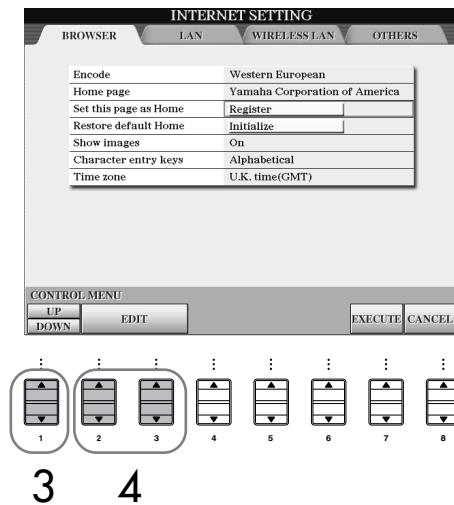 INTERNET SETTING
BROWSER LAN WIRELESS LAN OTHERS
Encode Western European
Home page Yamaha Corporation of America
Set this page as Home Register
Restore default Home Initialize
Show images On
Character entry keys Alphabetical
Time zone U.K. time(GMT)
CONTROL MENU
UP
DOWN EDIT EXECUTE CANCEL
1 2 3 4 5 6 7 8
3 4